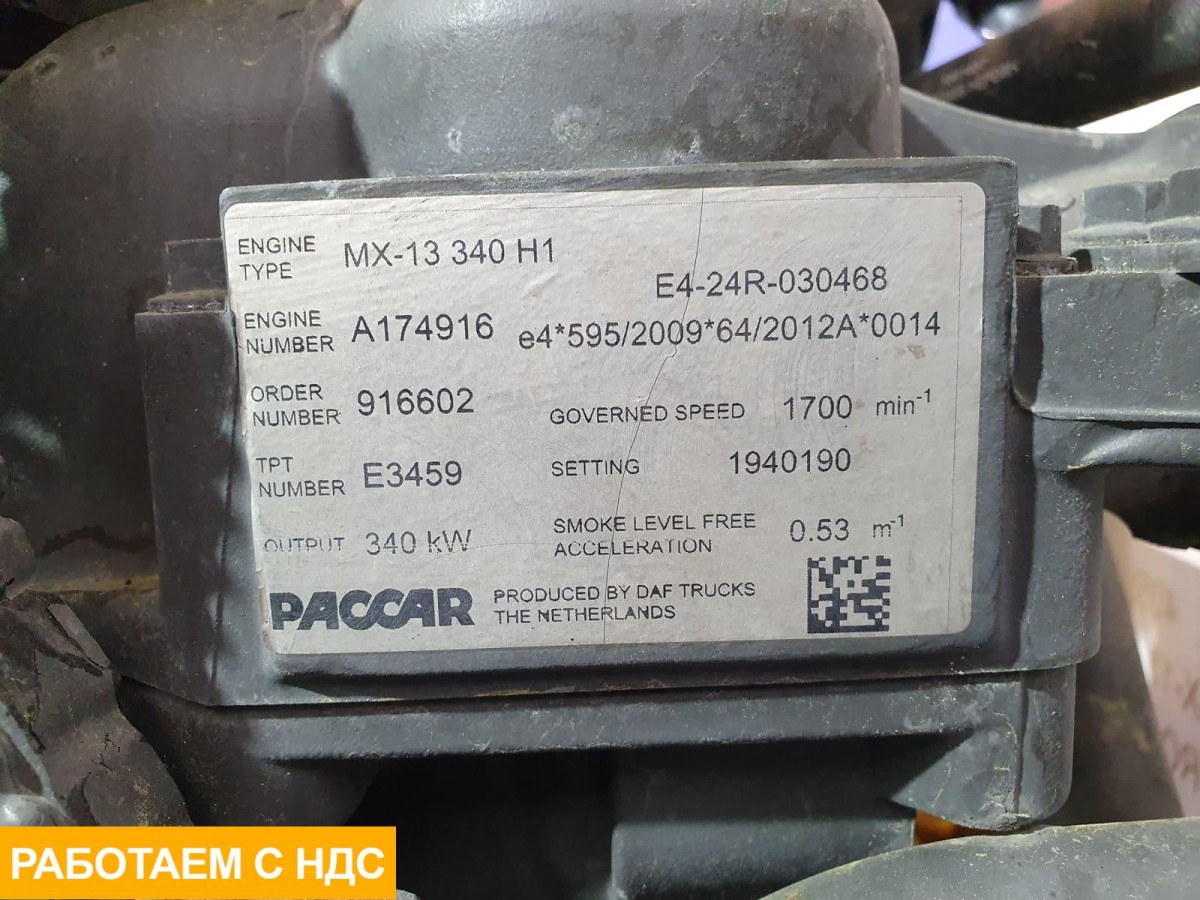 ENGINE TYPE MX-13 340 H1
E4-24R-030468
ENGINE NUMBER A174916 e4*595/2009*64/2012A*0014
ORDER NUMBER 916602 GOVERNED SPEED 1700 min-1
TPT NUMBER E3459 SETTING 1940190
OUTPUT 340 kW SMOKE LEVEL FREE ACCELERATION 0.53 m-1
PACCAR PRODUCED BY DAF TRUCKS
THE NETHERLANDS
РАБОТАЕМ С НДС